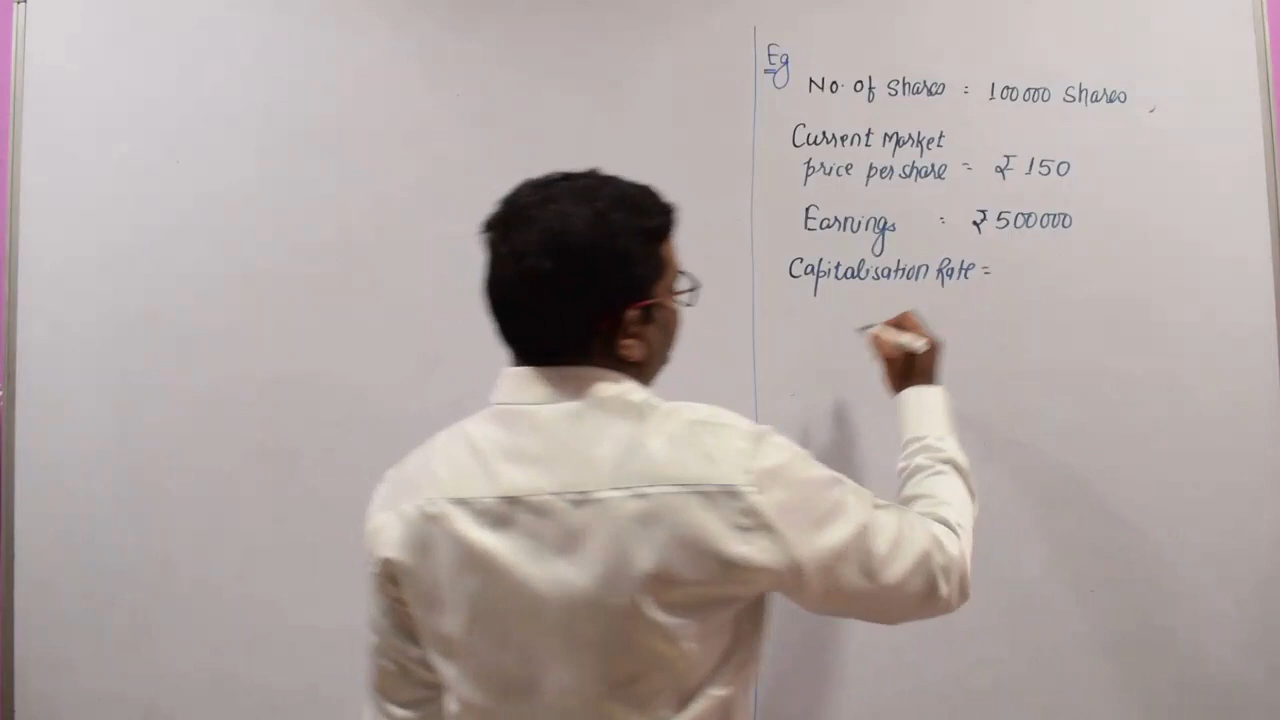 Eg
No. of shares = 100000 shares
Current Market
price per share = ₹ 150
Earnings = ₹ 500000
Capitalisation Rate =